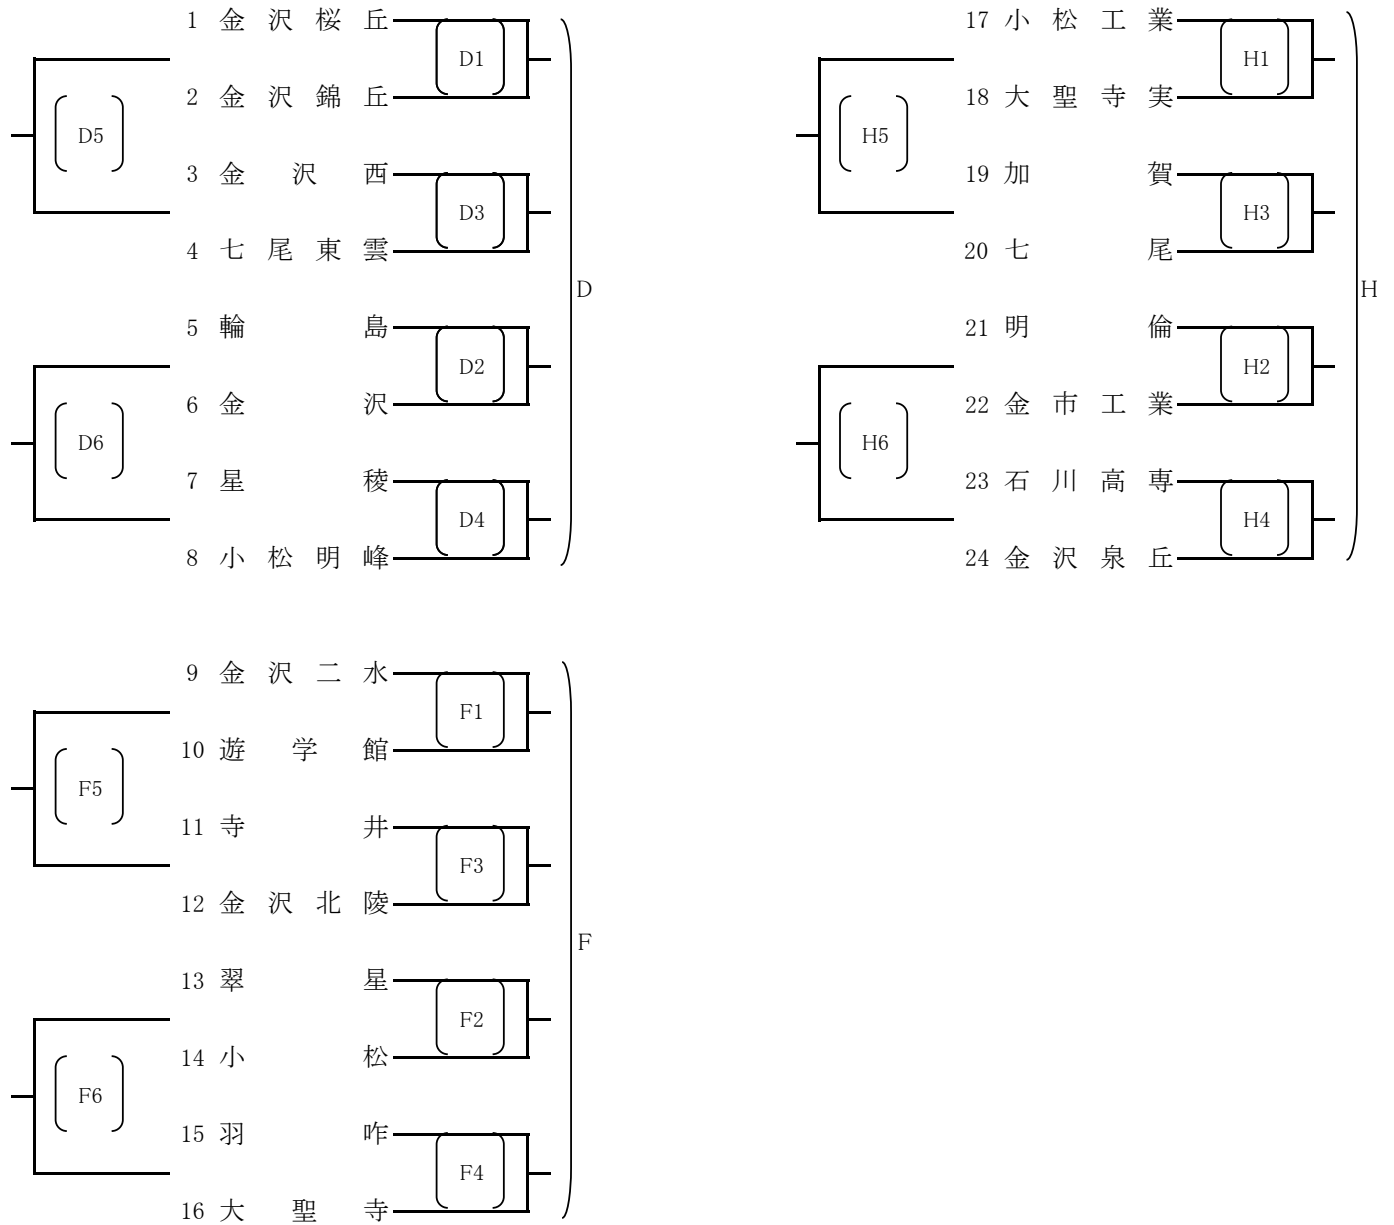 1 金沢桜丘
D1
2 金沢錦丘
D5
3 金沢西
D3
4 七尾東雲
D
5 輪島
D2
6 金沢
D6
7 星稜
D4
8 小松明峰
9 金沢二水
F1
10 遊学館
F5
11 寺井
F3
12 金沢北陵
F
13 翠星
F2
14 小松
F6
15 羽咋
F4
16 大聖寺
17 小松工業
H1
18 大聖寺実
H5
19 加賀
H3
20 七尾
H
21 明倫
H2
22 金市工業
H6
23 石川高専
H4
24 金沢泉丘